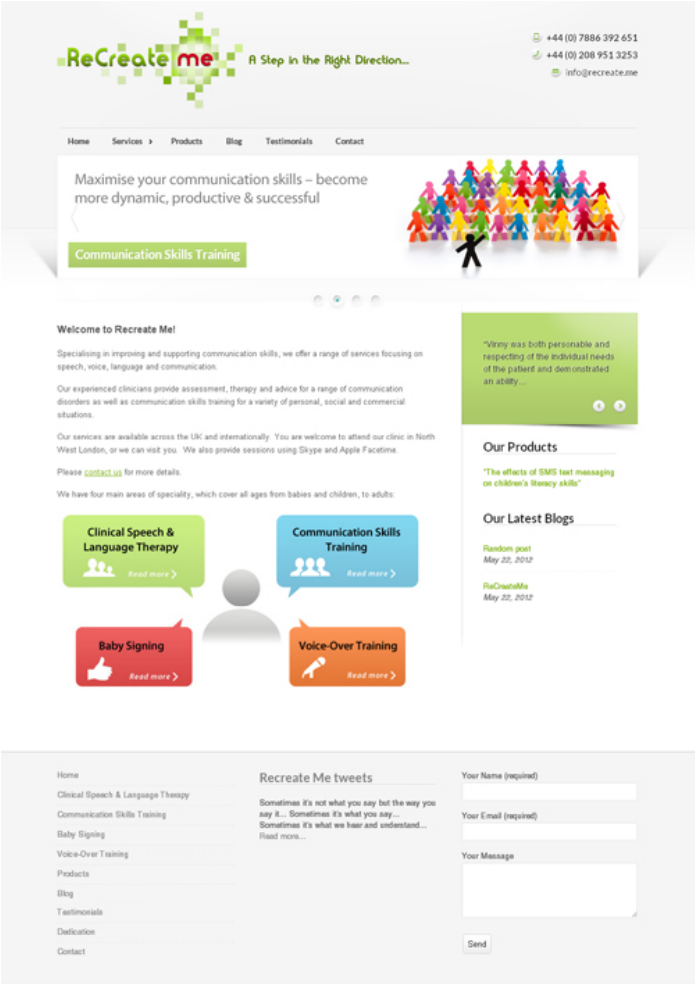 ReCreate me
A Step in the Right Direction...
+44 (0) 7886 392 651
+44 (0) 208 951 3253
info@recreate.me
Home Services Products Blog Testimonials Contact
Maximise your communication skills – become
more dynamic, productive & successful
Communication Skills Training
Welcome to Recreate Me!
Specialising in improving and supporting communication skills, we offer a range of services focusing on
speech, voice, language and communication.
Our experienced clinicians provide assessment, therapy and advice for a range of communication
disorders as well as communication skills training for a variety of personal, social and commercial
situations.
Our services are available across the UK and internationally. You are welcome to attend our clinic in North
West London, or we can visit you. We also provide sessions using Skype and Apple Facetime.
Please contact us for more details.
We have four main areas of speciality, which cover all ages from babies and children, to adults:
Clinical Speech &
Language Therapy
Read more
Communication Skills
Training
Read more
Baby Signing
Read more
Voice-Over Training
Read more
"Vinny was both personable and
respecting of the individual needs
of the patient and demonstrated
an ability...
Our Products
"The effects of SMS text messaging
on children's literacy skills"
Our Latest Blogs
Random post
May 22, 2012
ReCreateMe
May 22, 2012
Home
Clinical Speech & Language Therapy
Communication Skills Training
Baby Signing
Voice-Over Training
Products
Blog
Testimonials
Dedication
Contact
Recreate Me tweets
Sometimes it's not what you say but the way you
say it... Sometimes it's what you say...
Sometimes it's what we hear and understand...
Read more...
Your Name (required)
Your Email (required)
Your Message
Send